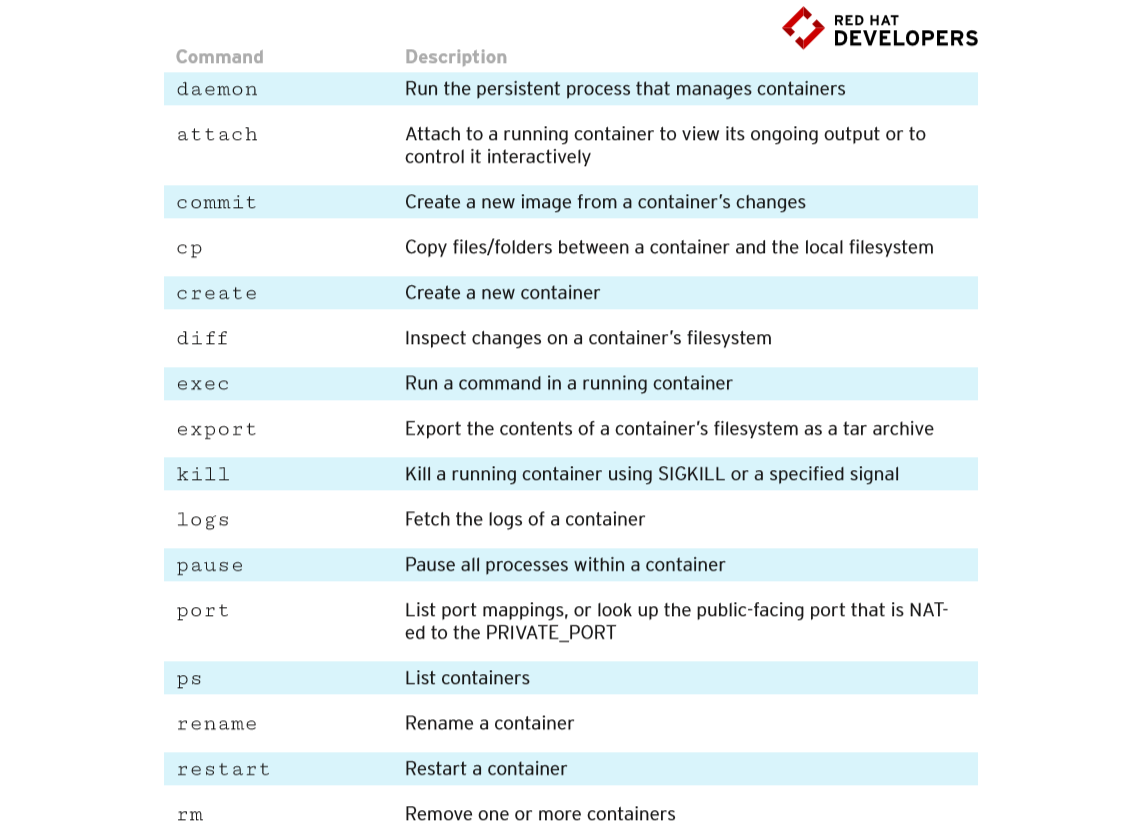 RED HAT
DEVELOPERS
Command Description
daemon Run the persistent process that manages containers
attach Attach to a running container to view its ongoing output or to
control it interactively
commit Create a new image from a container's changes
cp Copy files/folders between a container and the local filesystem
create Create a new container
diff Inspect changes on a container's filesystem
exec Run a command in a running container
export Export the contents of a container's filesystem as a tar archive
kill Kill a running container using SIGKILL or a specified signal
logs Fetch the logs of a container
pause Pause all processes within a container
port List port mappings, or look up the public-facing port that is NAT-
ed to the PRIVATE_PORT
ps List containers
rename Rename a container
restart Restart a container
rm Remove one or more containers